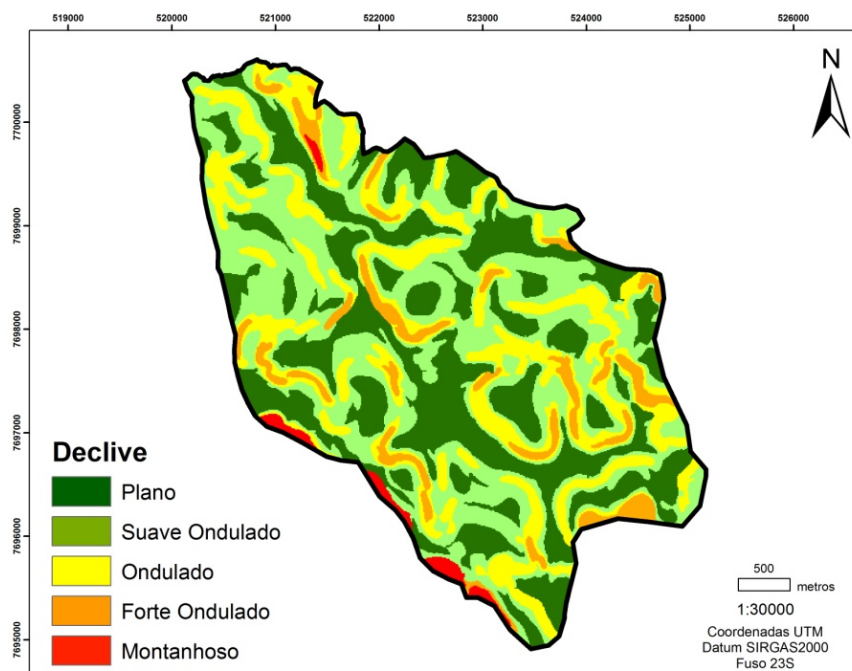 519000 520000 521000 522000 523000 524000 525000 526000
N
7700000
7699000
7698000
7697000
7696000
7695000
Declive
Plano
Suave Ondulado
Ondulado
Forte Ondulado
Montanhoso
500
metros
1:30000
Coordenadas UTM
Datum SIRGAS2000
Fuso 23S